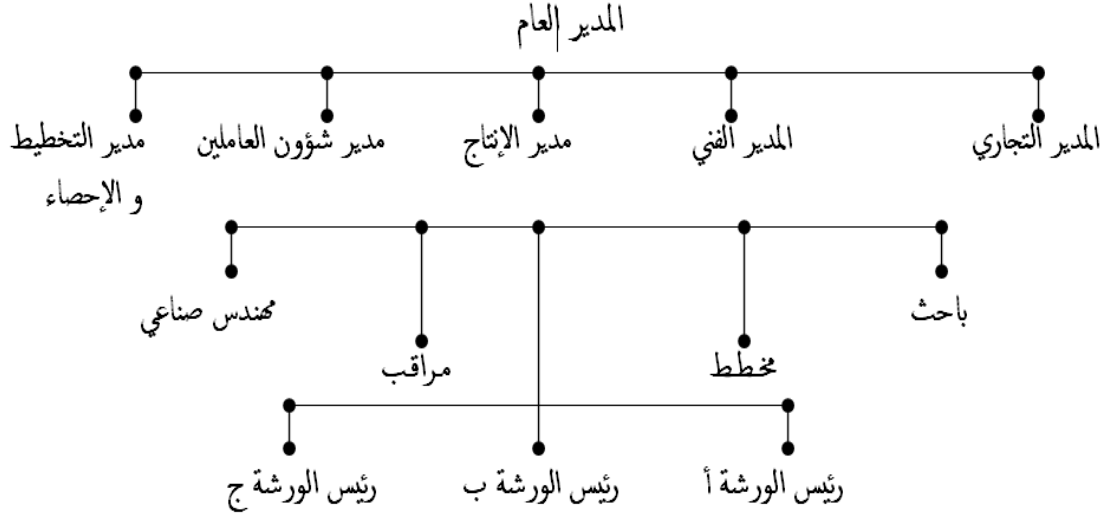 المدير العام
المدير التجاري
المدير الفني
مدير الإنتاج
مدير شؤون العاملين
مدير التخطيط
و الإحصاء
باحث
مخطط
مراقب
مهندس صناعي
رئيس الورشة أ
رئيس الورشة ب
رئيس الورشة ج